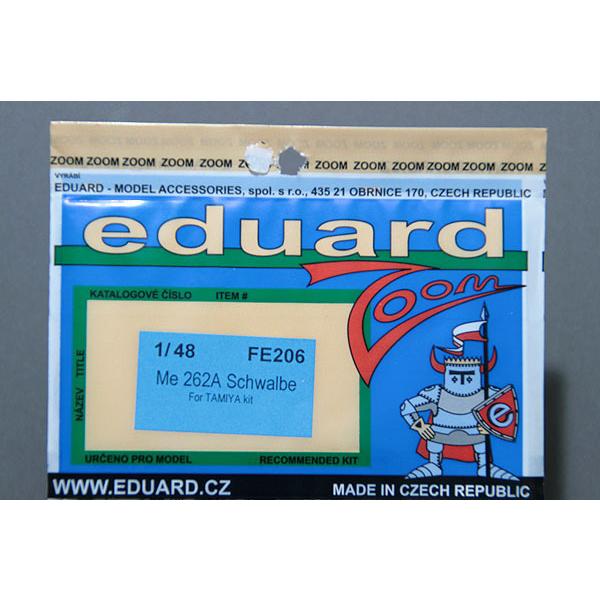 ZOOM ZOOM ZOOM ZOOM ZOOM ZOOM ZOOM ZOOM ZOOM ZOOM ZOOM ZOOM
VYRÁBÍ
EDUARD - MODEL ACCESSORIES, spol. s r.o., 435 21 OBRNICE 170, CZECH REPUBLIC
eduard
Zoom
KATALOGOVÉ ČÍSLO ITEM #
NÁZEV TITLE
1/48 FE206
Me 262A Schwalbe
For TAMIYA kit
e
URČENO PRO MODEL RECOMMENDED KIT
WWW.EDUARD.CZ MADE IN CZECH REPUBLIC